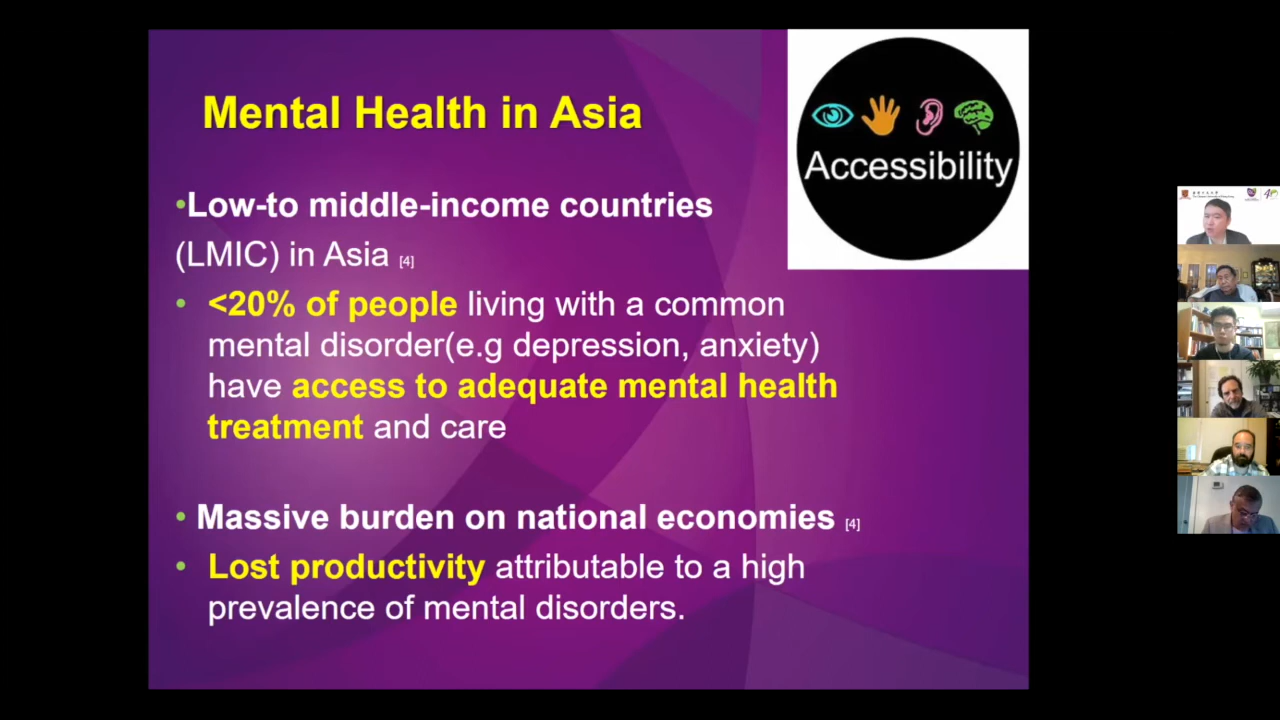 Mental Health in Asia
Accessibility
•Low-to middle-income countries
(LMIC) in Asia [4]
• <20% of people living with a common
mental disorder(e.g depression, anxiety)
have access to adequate mental health
treatment and care
• Massive burden on national economies [4]
• Lost productivity attributable to a high
prevalence of mental disorders.